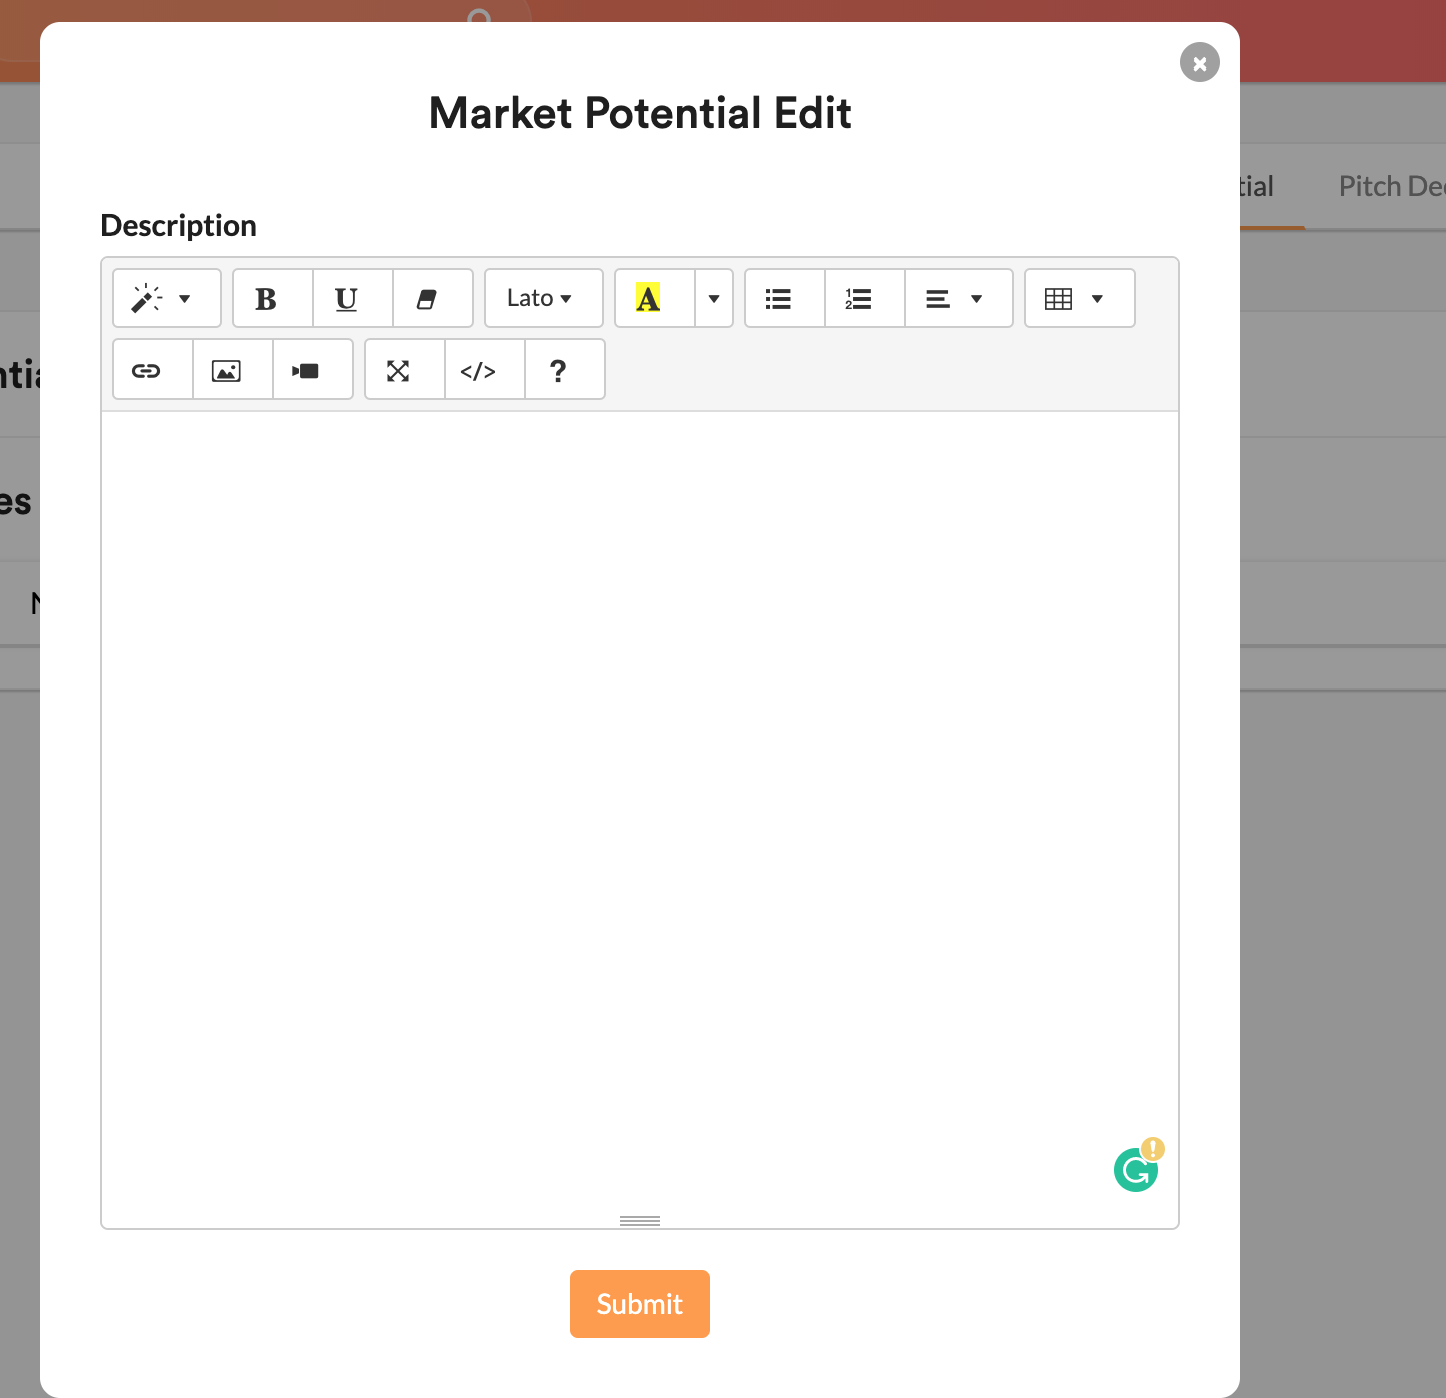 Market Potential Edit
tial
Pitch De
Description
B
U
Lato
A
</>
?
ntia
es
Submit